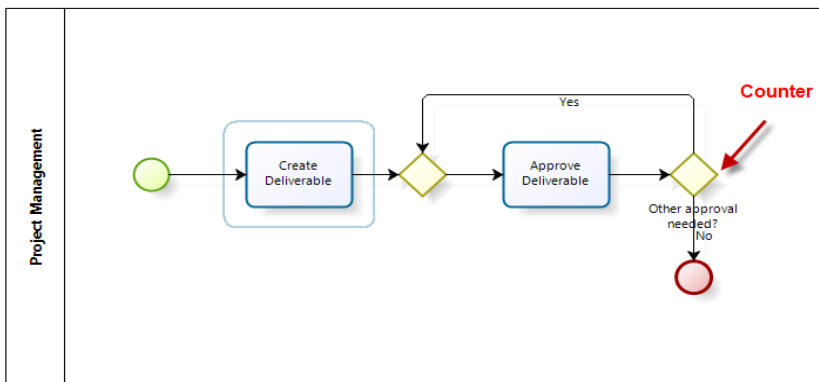 Project Management
Create
Deliverable
Yes
Approve
Deliverable
Counter
Other approval
needed?
No